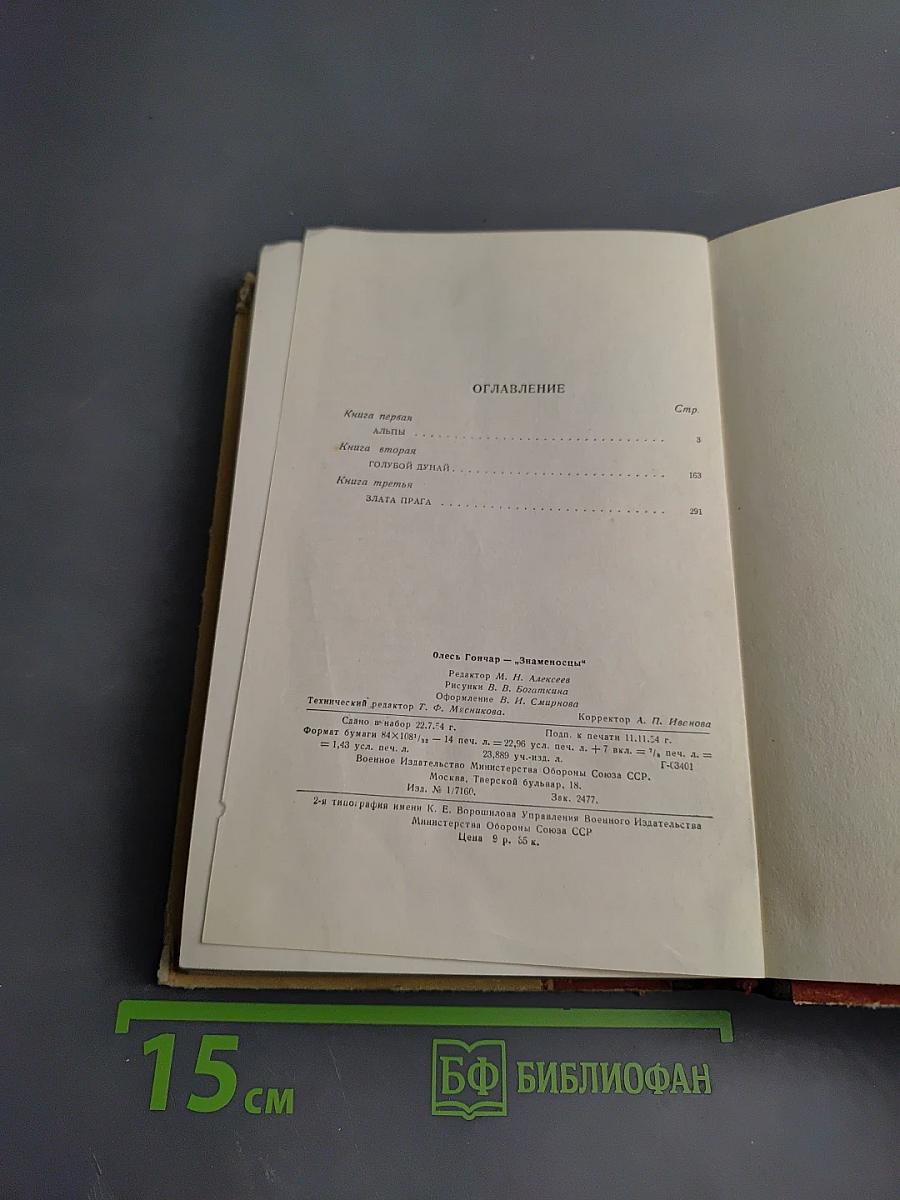 ОГЛАВЛЕНИЕ
Стр.
Книга первая
АЛЬПЫ . . . . . . . . . . . . . . . . . . . . . . . . . . . . 3
Книга вторая
ГОЛУБОЙ ДУНАЙ . . . . . . . . . . . . . . . . . . . . . . . 163
Книга третья
ЗЛАТА ПРАГА . . . . . . . . . . . . . . . . . . . . . . . . . 291
Олесь Гончар — „Знаменосцы"
Редактор М. Н. Алексеев
Рисунки В. В. Богаткина
Оформление В. И. Смирнова
Технический редактор Т. Ф. Мясникова. Корректор А. П. Иванова
Сдано в набор 22.7.54 г. Подп. к печати 11.11.54 г.
Формат бумаги 84×108¹/₃₂ — 14 печ. л. = 22,96 усл. печ. л. + 7 вкл. = ⁷/₈ печ. л. =
= 1,43 усл. печ. л. 23,889 уч.-изд. л. Г-03401
Военное Издательство Министерства Обороны Союза ССР.
Москва, Тверской бульвар, 18.
Изд. № 1/7160. Зак. 2477.
2-я типография имени К. Е. Ворошилова Управления Военного Издательства
Министерства Обороны Союза ССР
Цена 9 р. 55 к.
15 см
БФ БИБЛИОФАН